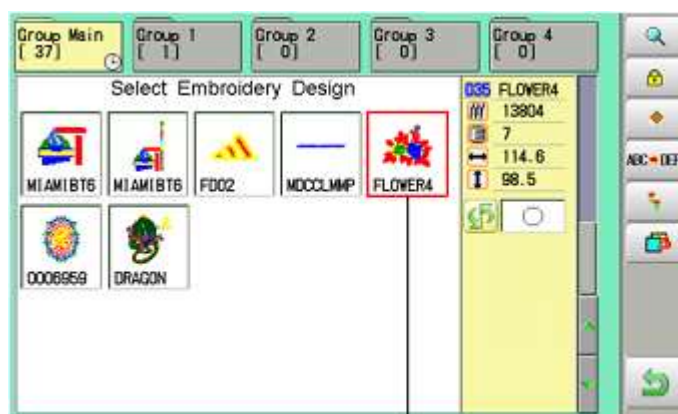 Group Main
[ 37]
Group 1
[ 1]
Group 2
[ 0]
Group 3
[ 0]
Group 4
[ 0]
Select Embroidery Design
MIAMIBT6
MIAMIBT6
FD02
MDCCLMMP
FLOWER4
0006959
DRAGON
035 FLOWER4
13804
7
114.6
98.5
ABC
DEF